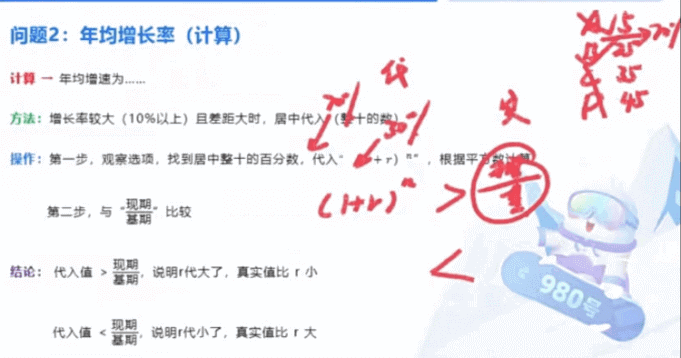 问题2：年均增长率（计算）
计算 → 年均增速为……
方法：增长率较大（10%以上）且差距大时，居中代入（整十的数）
操作：第一步，观察选项，找到居中整十的百分数，代入“（1+r）ⁿ”，根据平方数计算
第二步，与“现期/基期”比较
结论：代入值 > 现期/基期，说明r代大了，真实值比 r 小
代入值 < 现期/基期，说明r代小了，真实值比 r 大
代
(1+r)ⁿ > 现/基
<
15
25
35
45
20%
30%
980号